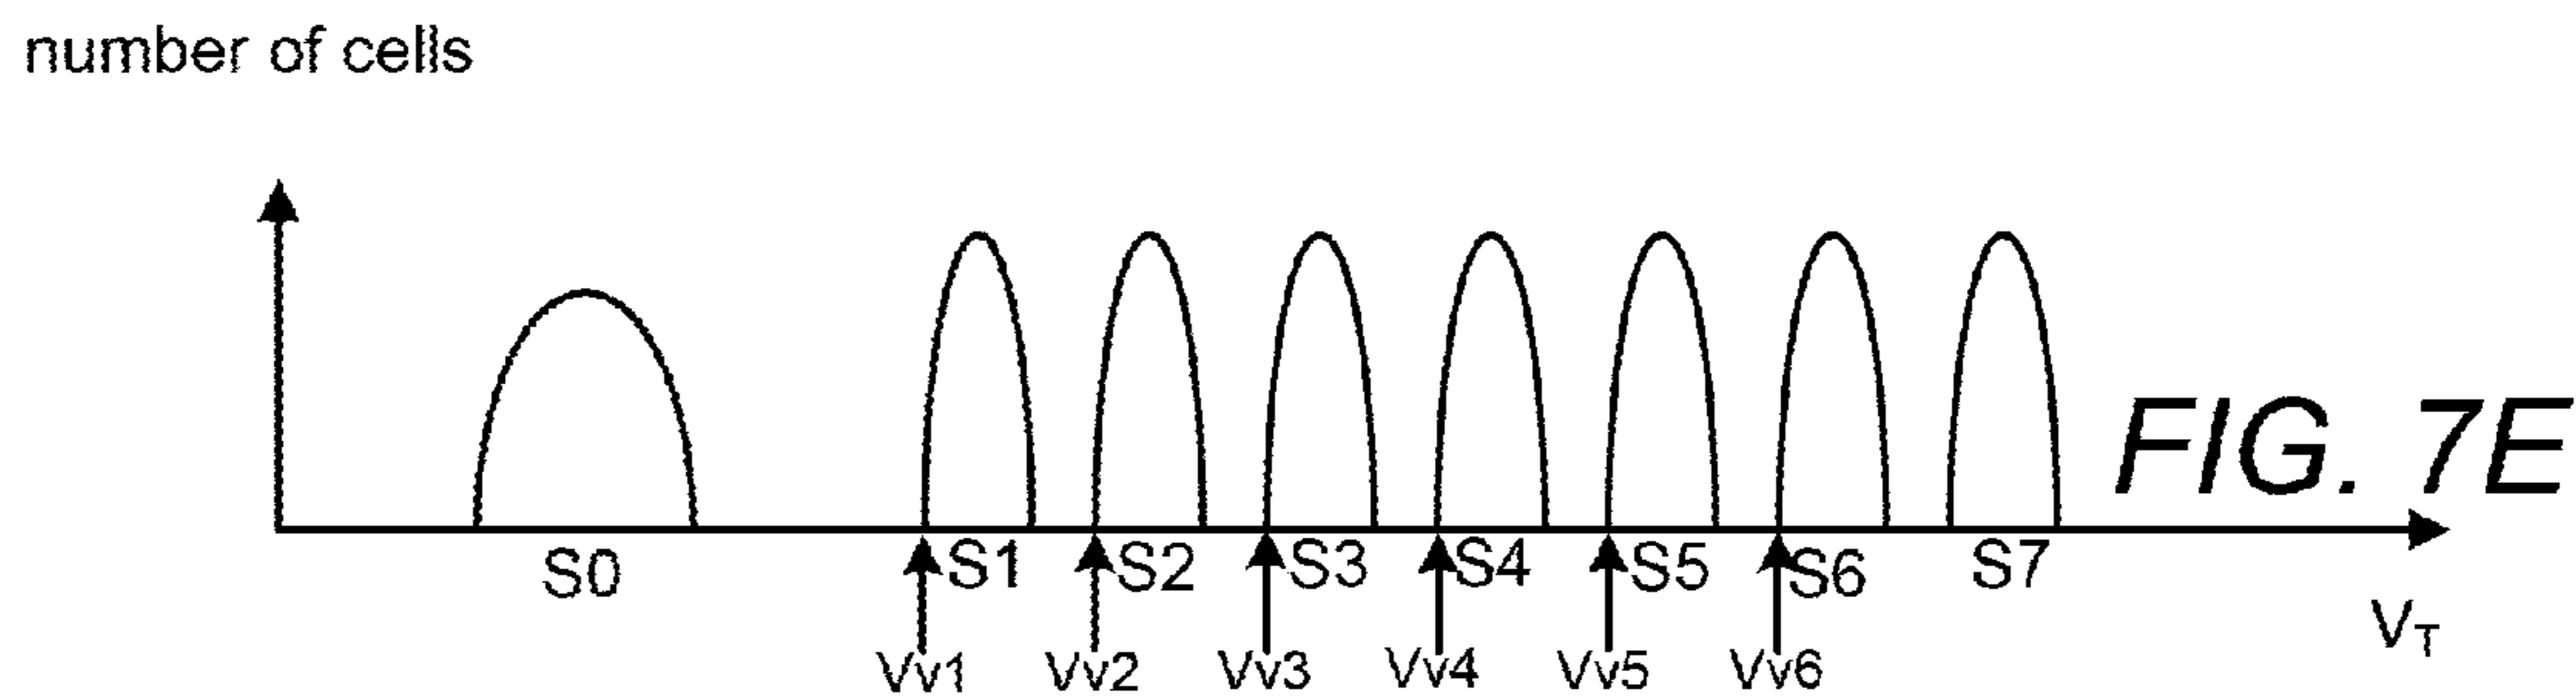 number of cells
FIG. 7E
S0 S1 S2 S3 S4 S5 S6 S7
V_T
Vv1 Vv2 Vv3 Vv4 Vv5 Vv6